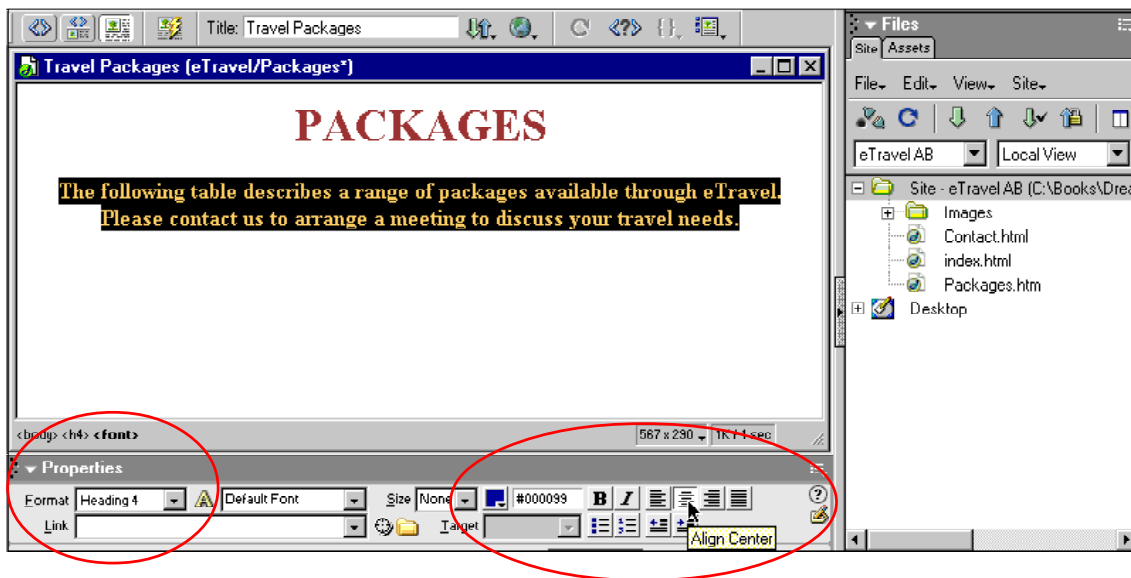 Title: Travel Packages
Travel Packages (eTravel/Packages*)
PACKAGES
The following table describes a range of packages available through eTravel.
Please contact us to arrange a meeting to discuss your travel needs.
<body> <h4> <font>
567 x 290
1K / 1 sec
Properties
Format Heading 4 Default Font Size None #000099 B I
Link Target
Align Center
Files
Site Assets
File Edit View Site
eTravel AB Local View
Site - eTravel AB (C:\Books\Drea
Images
Contact.html
index.html
Packages.htm
Desktop